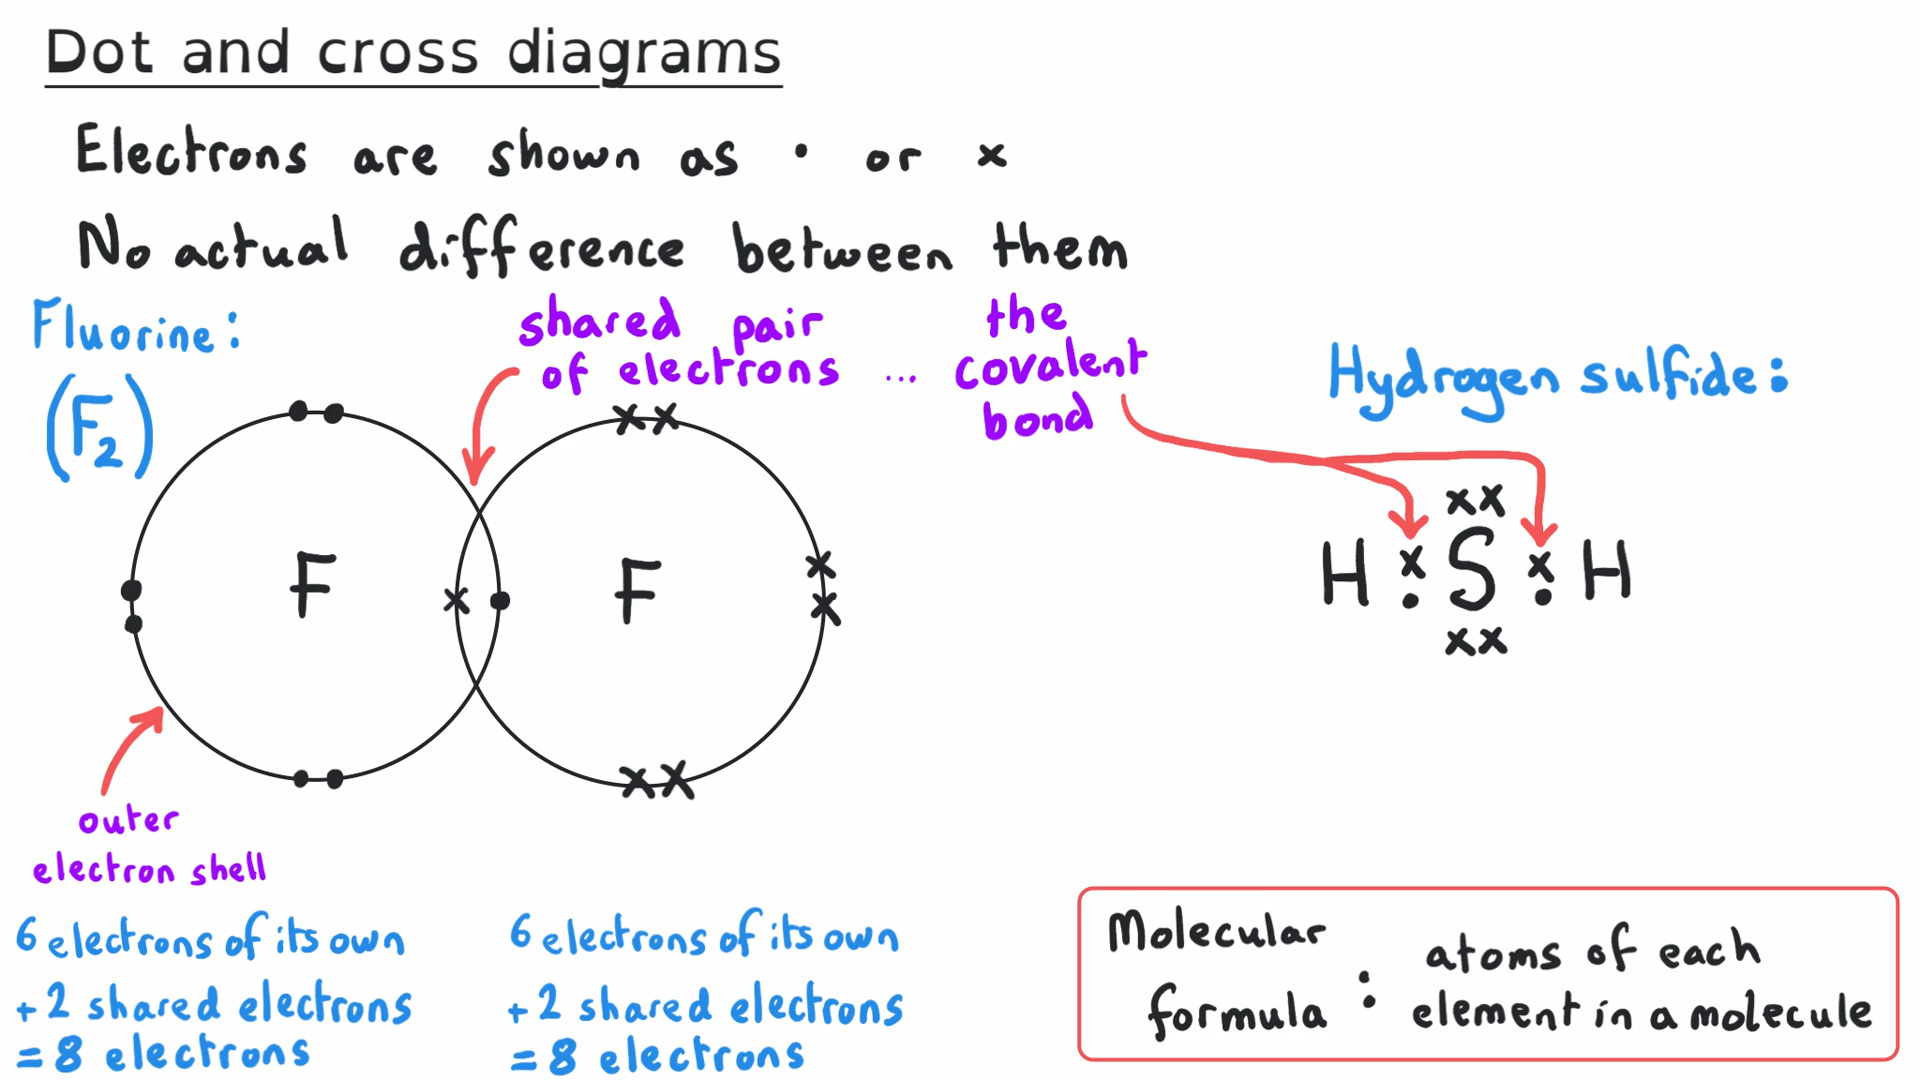 Dot and cross diagrams
Electrons are shown as • or x
No actual difference between them
Fluorine:
(F₂)
shared pair
of electrons ...
the
covalent
bond
Hydrogen sulfide:
F
F
xx
H S H
xx
outer
electron shell
6 electrons of its own
+ 2 shared electrons
= 8 electrons
6 electrons of its own
+ 2 shared electrons
= 8 electrons
Molecular
formula :
atoms of each
element in a molecule